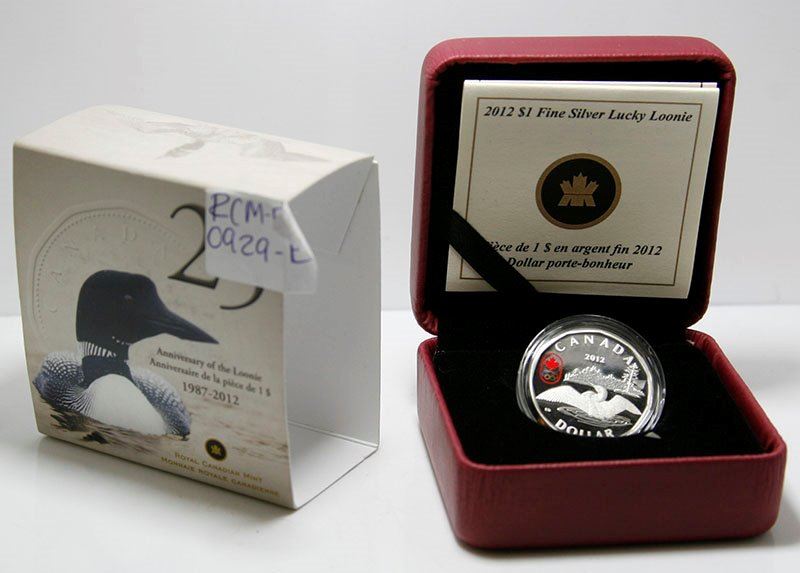 CANADA
25
RCM-
0929-E
Anniversary of the Loonie
Anniversaire de la pièce de 1 $
1987-2012
ROYAL CANADIAN MINT
MONNAIE ROYALE CANADIENNE
2012 $1 Fine Silver Lucky Loonie
Pièce de 1 $ en argent fin 2012
Dollar porte-bonheur
CANADA
2012
DOLLAR